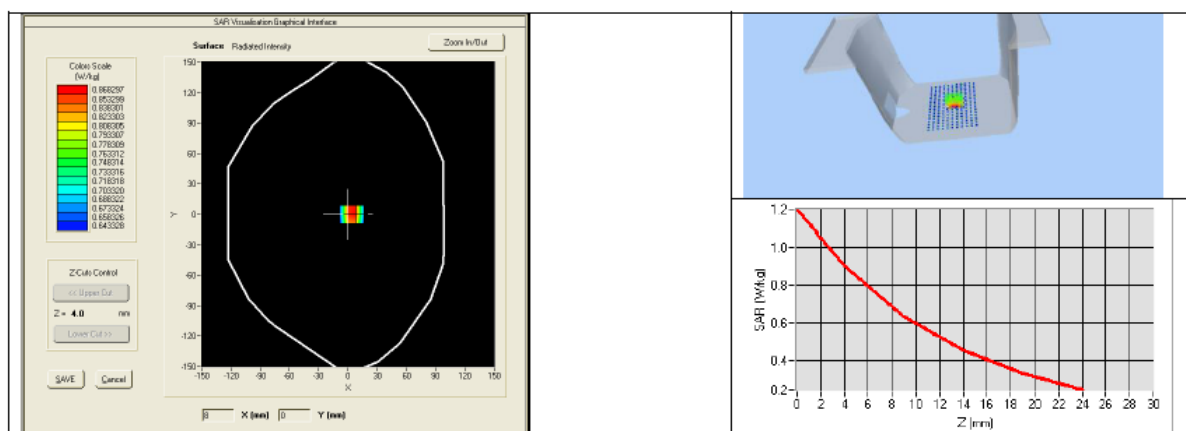 SAR Visualisation Graphical Interface
Surface Radiated Intensity
Zoom In/Out
Colors Scale
(W/kg)
0.868297
0.853299
0.838301
0.823303
0.808305
0.793307
0.778309
0.763312
0.748314
0.733316
0.718318
0.703320
0.688322
0.673324
0.658326
0.643328
Z-Cuts Control
<< Upper Cut
Z = 4.0 mm
Lower Cut >>
SAVE Cancel
150
120
90
60
30
0
-30
-60
-90
-120
-150
Y
-150 -120 -90 -60 -30 0 30 60 90 120 150
X
8 X (mm) 0 Y (mm)
1.2
1.0
0.8
0.6
0.4
0.2
SAR (W/kg)
0 2 4 6 8 10 12 14 16 18 20 22 24 26 28 30
Z (mm)